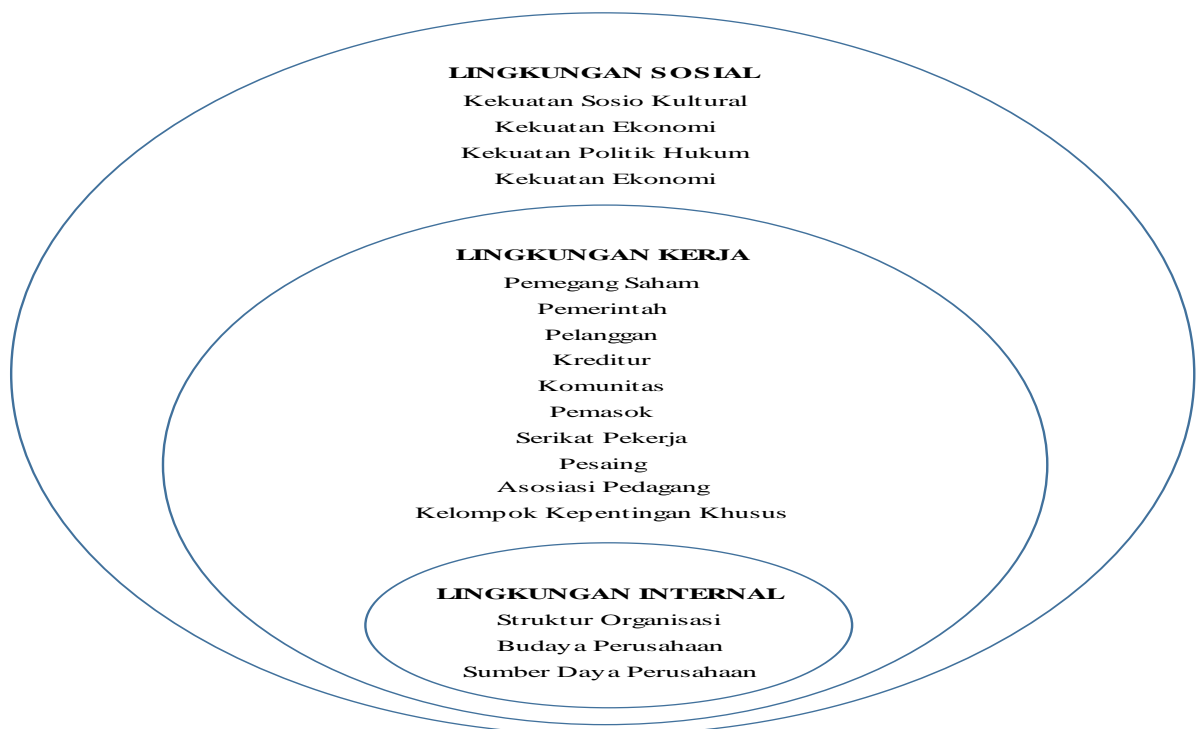 LINGKUNGAN SOSIAL
Kekuatan Sosio Kultural
Kekuatan Ekonomi
Kekuatan Politik Hukum
Kekuatan Ekonomi
LINGKUNGAN KERJA
Pemegang Saham
Pemerintah
Pelanggan
Kreditur
Komunitas
Pemasok
Serikat Pekerja
Pesaing
Asosiasi Pedagang
Kelompok Kepentingan Khusus
LINGKUNGAN INTERNAL
Struktur Organisasi
Budaya Perusahaan
Sumber Daya Perusahaan